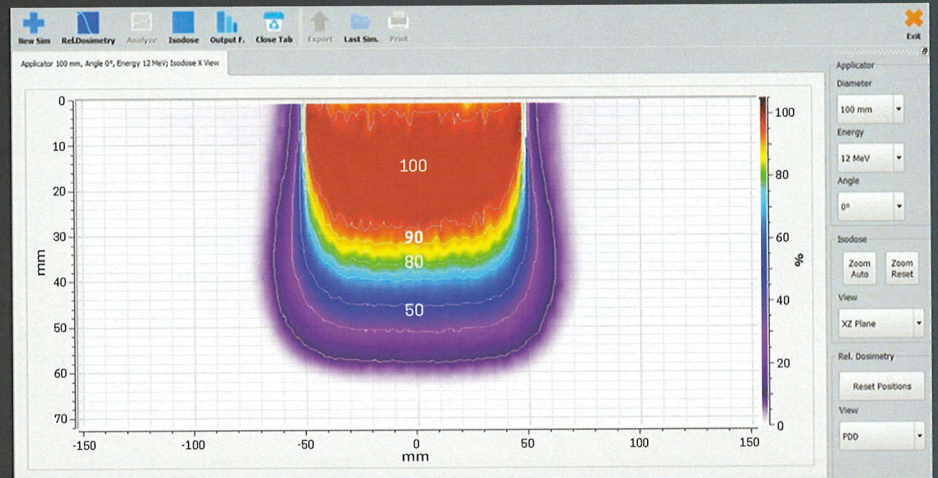 New Sim
Rel.Dosimetry
Analyze
Isodose
Output F.
Close Tab
Export
Last Sim.
Print
Exit
Applicator 100 mm, Angle 0°, Energy 12 MeV; Isodose X View
0
10
20
30
40
50
60
70
mm
-150
-100
-50
0
50
100
150
mm
100
90
80
50
100
80
60
40
20
0
%
Applicator
Diameter
100 mm
Energy
12 MeV
Angle
0°
Isodose
Zoom
Auto
Zoom
Reset
View
XZ Plane
Rel. Dosimetry
Reset Positions
View
PDD